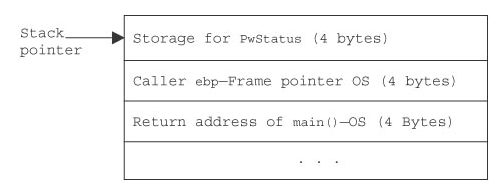 Stack
pointer
Storage for PwStatus (4 bytes)
Caller ebp—Frame pointer OS (4 bytes)
Return address of main()—OS (4 Bytes)
. . .